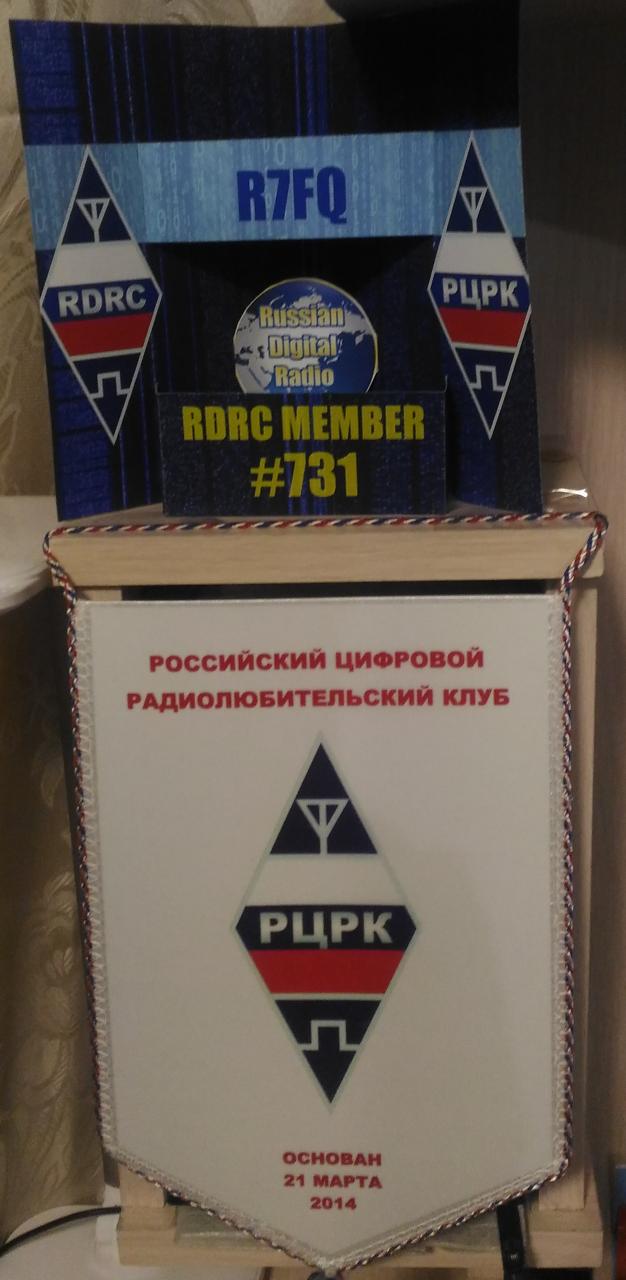 R7FQ
RDRC
РЦРК
Russian
Digital
Radio
RDRC MEMBER
#731
РОССИЙСКИЙ ЦИФРОВОЙ
РАДИОЛЮБИТЕЛЬСКИЙ КЛУБ
РЦРК
ОСНОВАН
21 МАРТА
2014